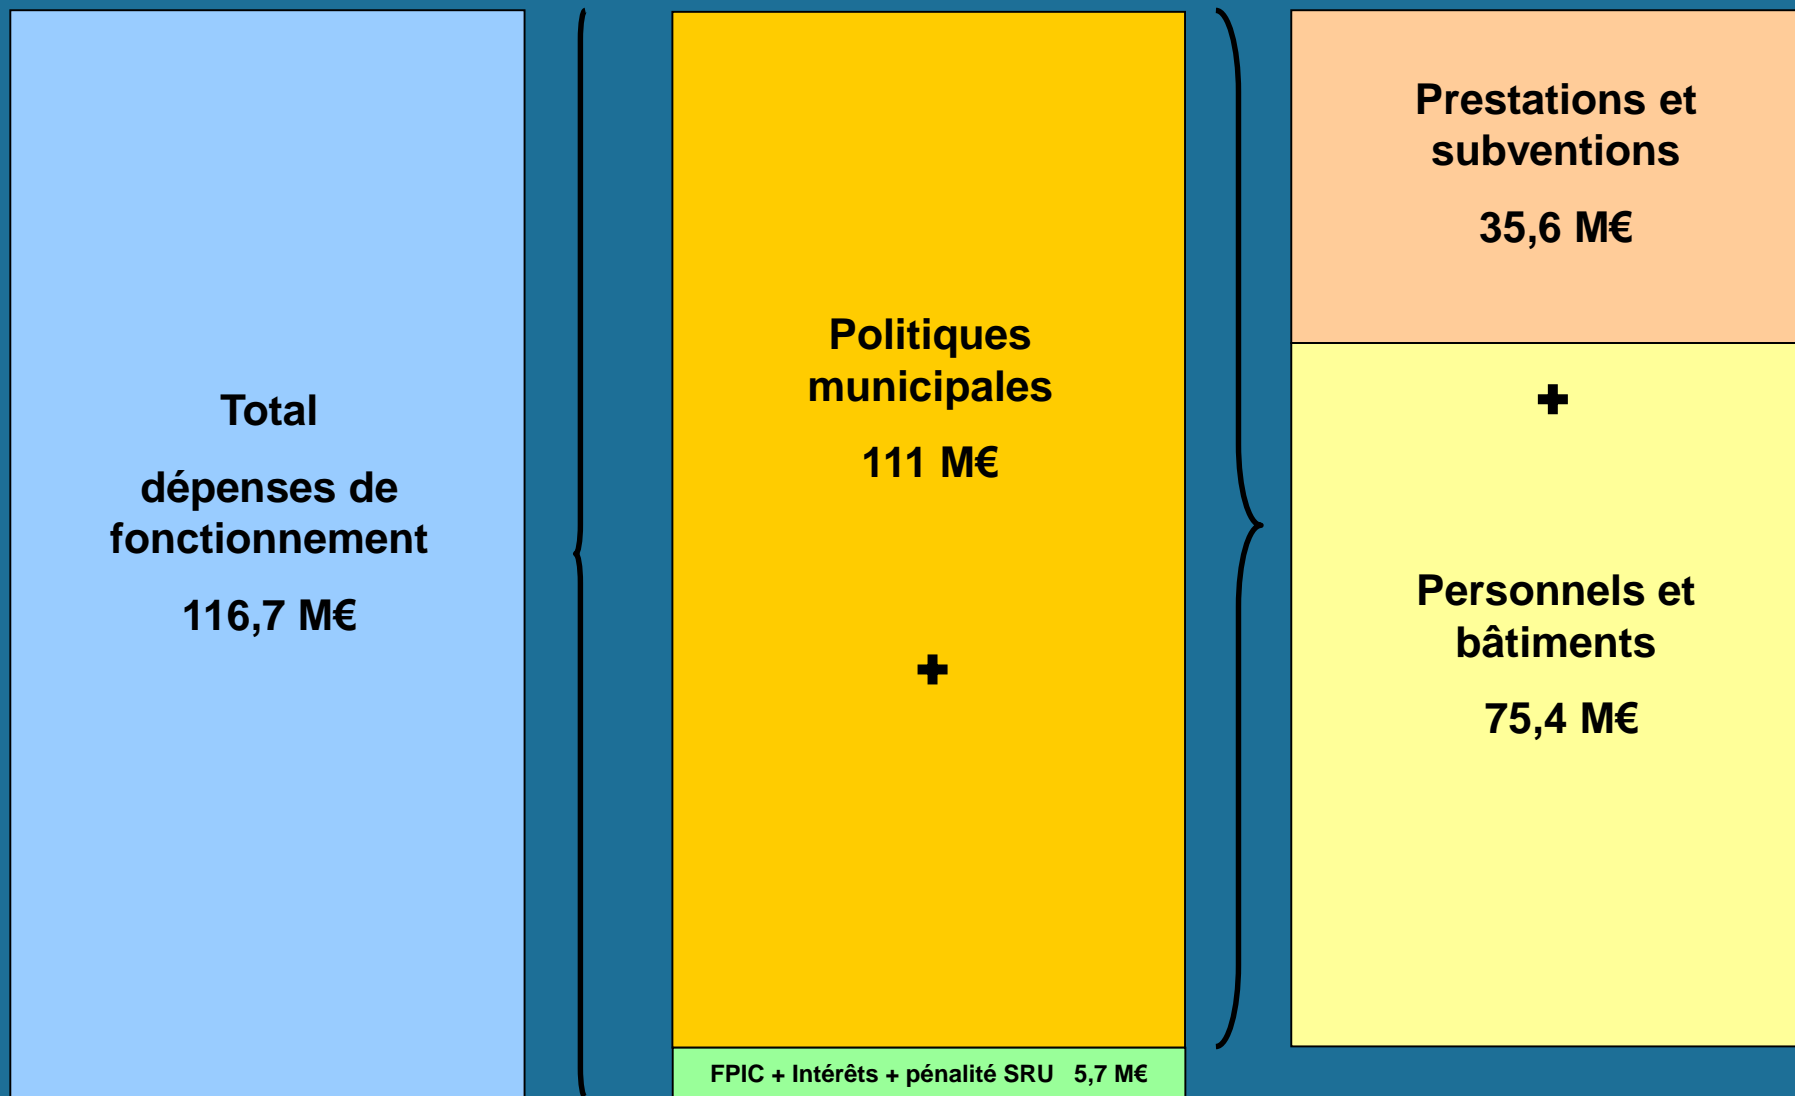 Total
dépenses de
fonctionnement
116,7 M€
Politiques
municipales
111 M€
+
FPIC + Intérêts + pénalité SRU 5,7 M€
Prestations et
subventions
35,6 M€
+
Personnels et
bâtiments
75,4 M€